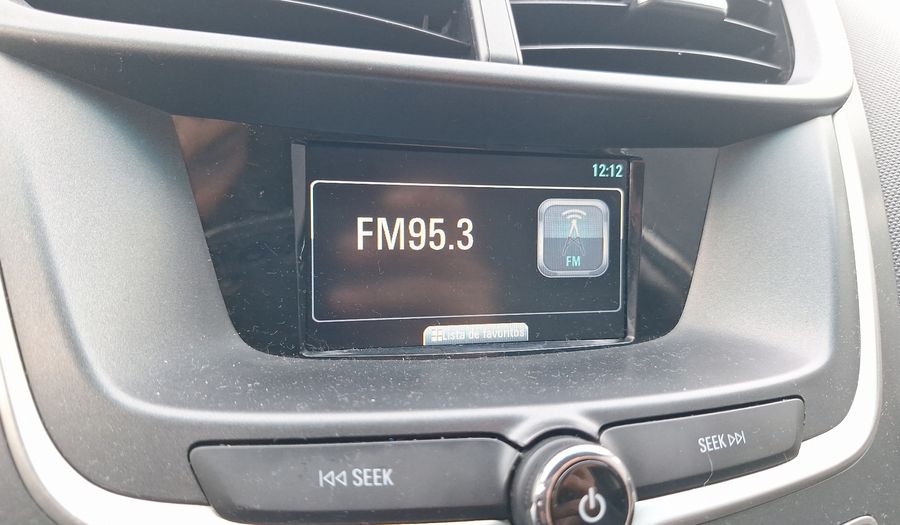 12:12
FM95.3
FM
Lista de favoritos
SEEK
SEEK